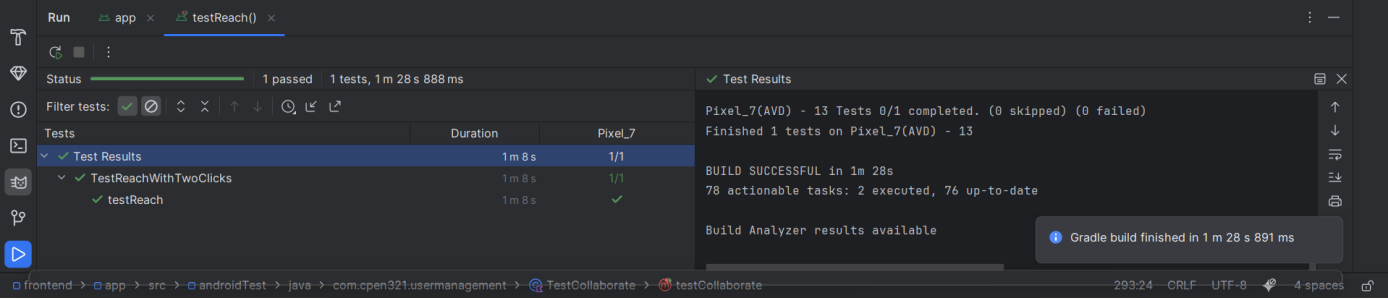 Run app testReach()
Status 1 passed 1 tests, 1 m 28 s 888 ms
Test Results
Filter tests:
Tests Duration Pixel_7
Test Results 1 m 8 s 1/1
TestReachWithTwoClicks 1 m 8 s 1/1
testReach 1 m 8 s
Pixel_7(AVD) - 13 Tests 0/1 completed. (0 skipped) (0 failed)
Finished 1 tests on Pixel_7(AVD) - 13
BUILD SUCCESSFUL in 1m 28s
78 actionable tasks: 2 executed, 76 up-to-date
Build Analyzer results available
Gradle build finished in 1 m 28 s 891 ms
frontend > app > src > androidTest > java > com.cpen321.usermanagement > TestCollaborate > testCollaborate 293:24 CRLF UTF-8 4 spaces